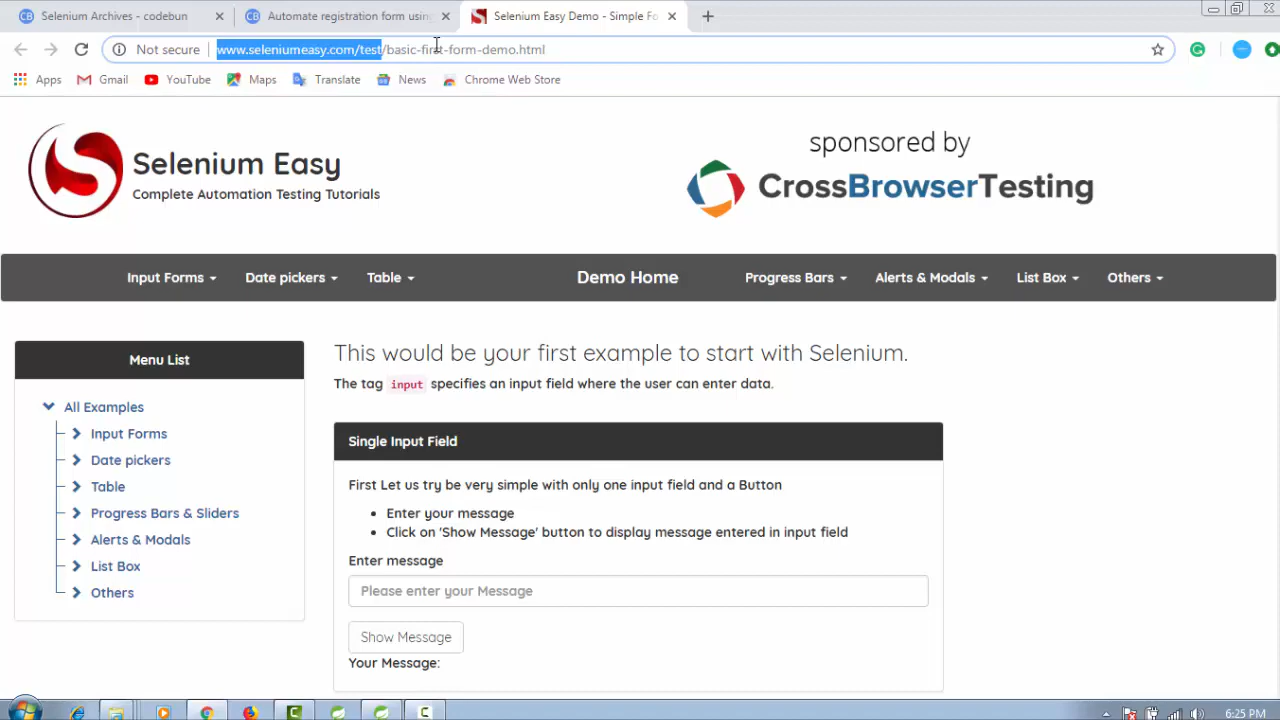 Selenium Archives - codebun
Automate registration form using
Selenium Easy Demo - Simple Fo
Not secure
www.seleniumeasy.com/test/basic-first-form-demo.html
Apps
Gmail
YouTube
Maps
Translate
News
Chrome Web Store
Selenium Easy
Complete Automation Testing Tutorials
sponsored by
CrossBrowserTesting
Input Forms
Date pickers
Table
Demo Home
Progress Bars
Alerts & Modals
List Box
Others
Menu List
All Examples
Input Forms
Date pickers
Table
Progress Bars & Sliders
Alerts & Modals
List Box
Others
This would be your first example to start with Selenium.
The tag input specifies an input field where the user can enter data.
Single Input Field
First Let us try be very simple with only one input field and a Button
Enter your message
Click on 'Show Message' button to display message entered in input field
Enter message
Please enter your Message
Show Message
Your Message:
6:25 PM